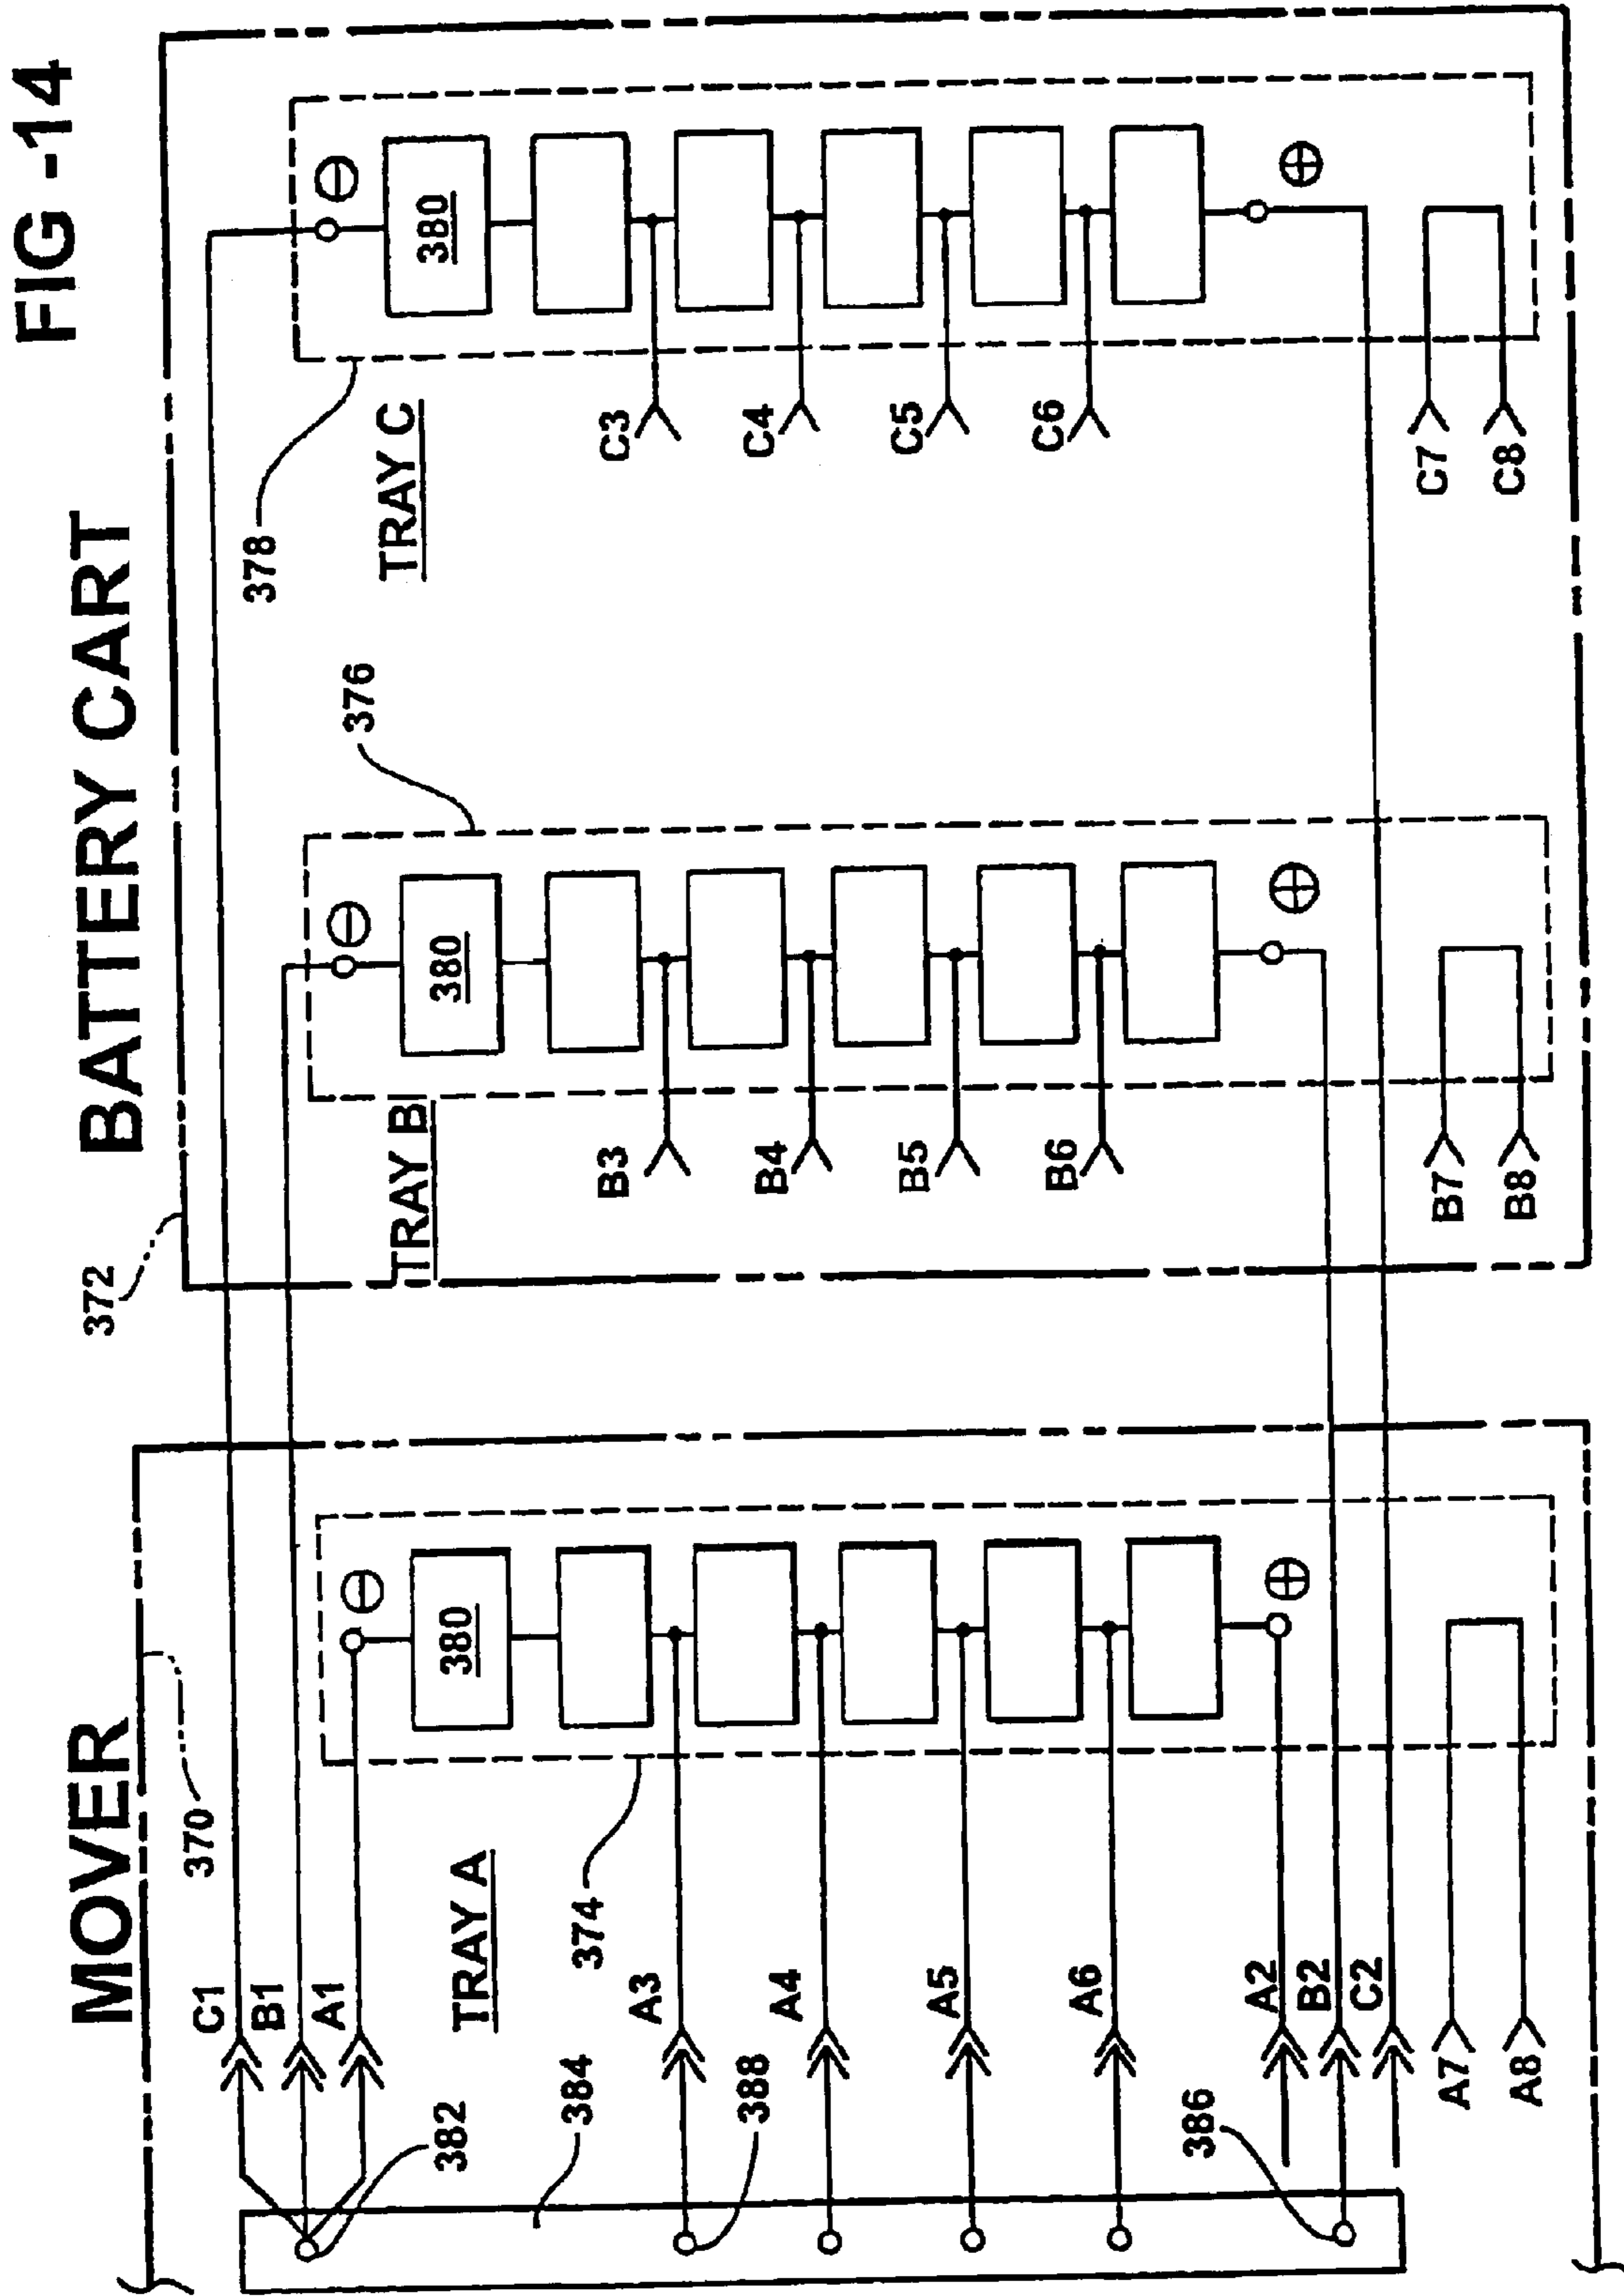 FIG -14
BATTERY CART
MOVER
372
370
378
376
374
TRAY C
TRAY B
TRAY A
380
380
380
C1
B1
A1
A3
A4
A5
A6
A2
B2
C2
A7
A8
B3
B4
B5
B6
B7
B8
C3
C4
C5
C6
C7
C8
382
384
388
386